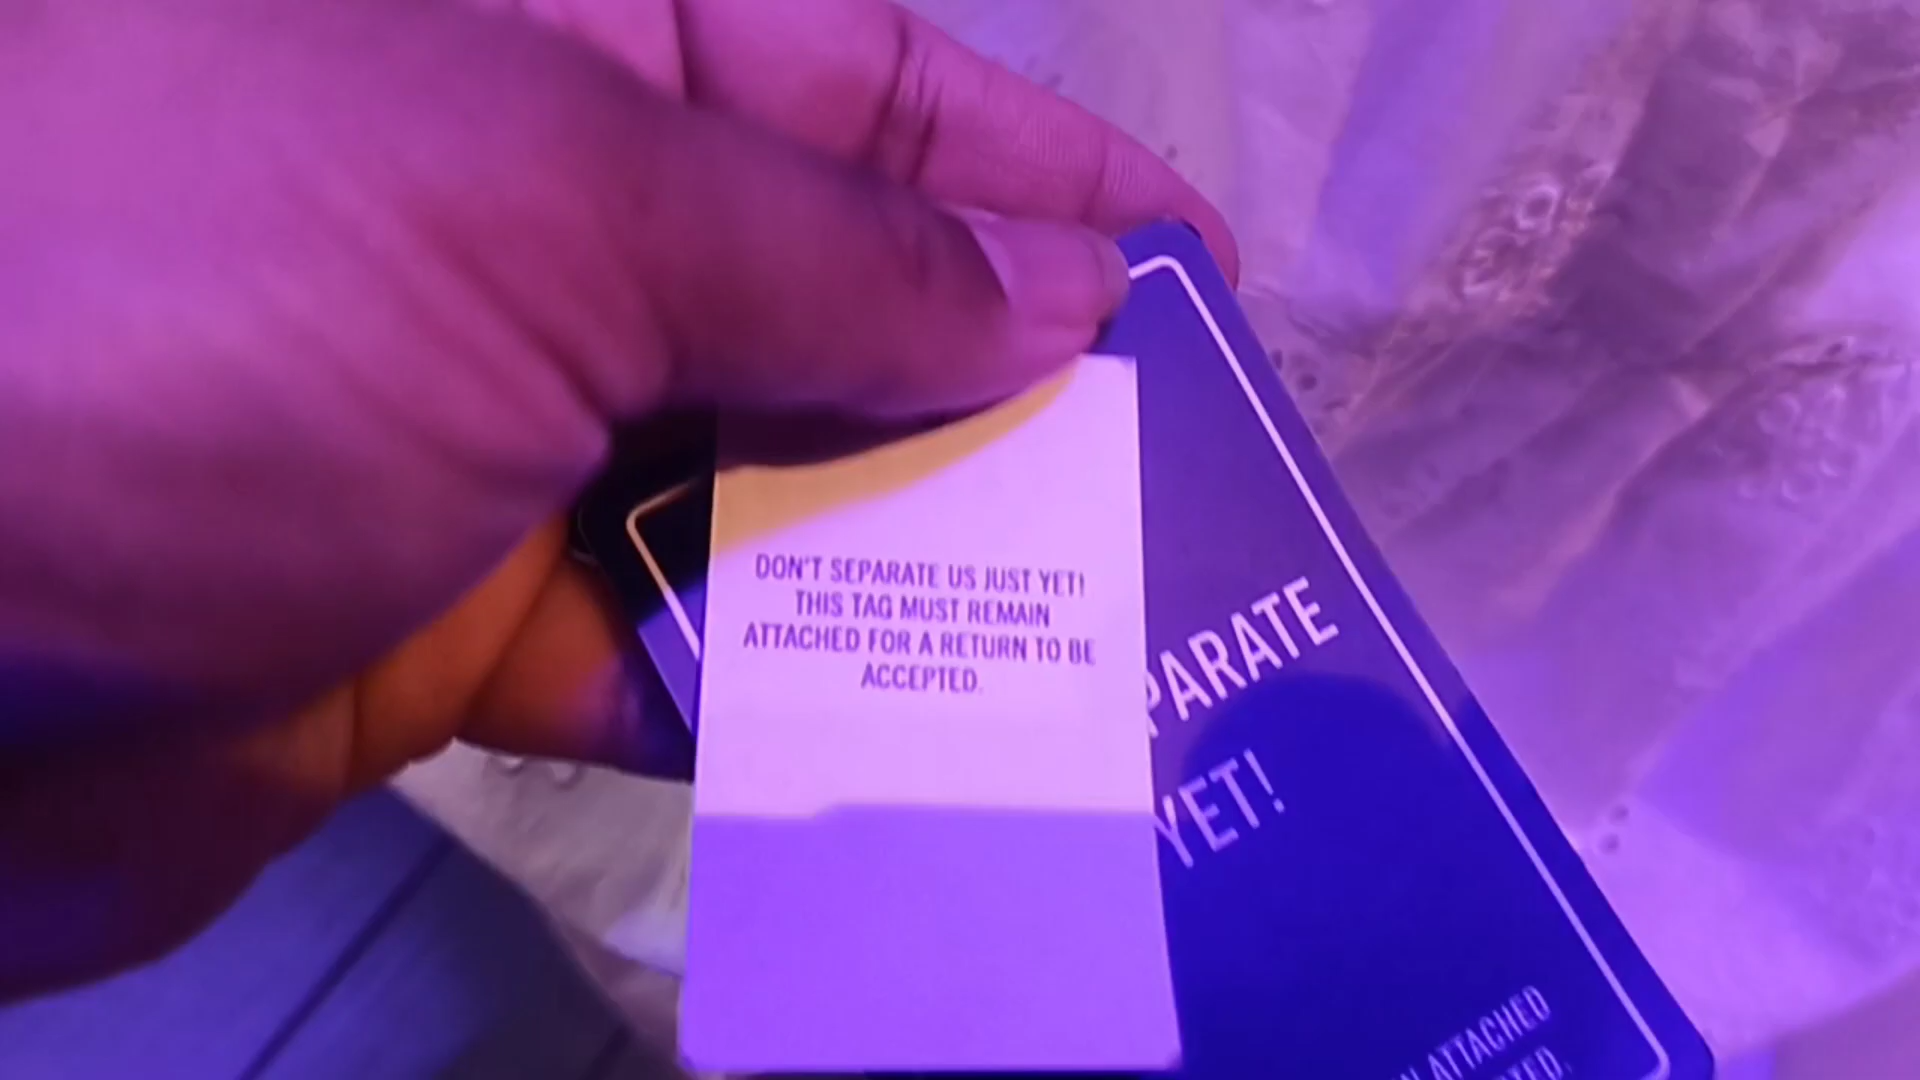 DON'T SEPARATE US JUST YET!
THIS TAG MUST REMAIN
ATTACHED FOR A RETURN TO BE
ACCEPTED.
PARATE
YET!
ATTACHED